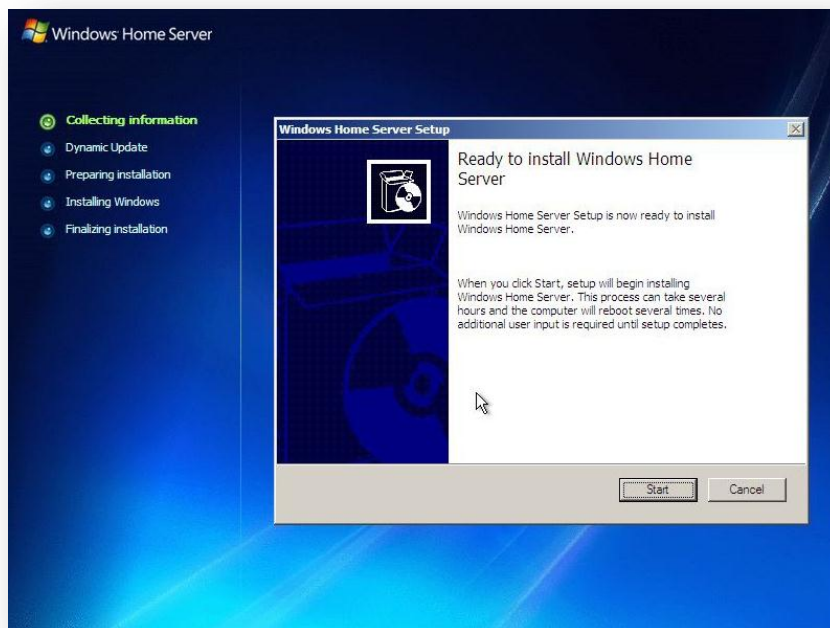 Windows Home Server
Collecting information
Dynamic Update
Preparing installation
Installing Windows
Finalizing installation
Windows Home Server Setup
Ready to install Windows Home
Server
Windows Home Server Setup is now ready to install
Windows Home Server.
When you click Start, setup will begin installing
Windows Home Server. This process can take several
hours and the computer will reboot several times. No
additional user input is required until setup completes.
Start
Cancel